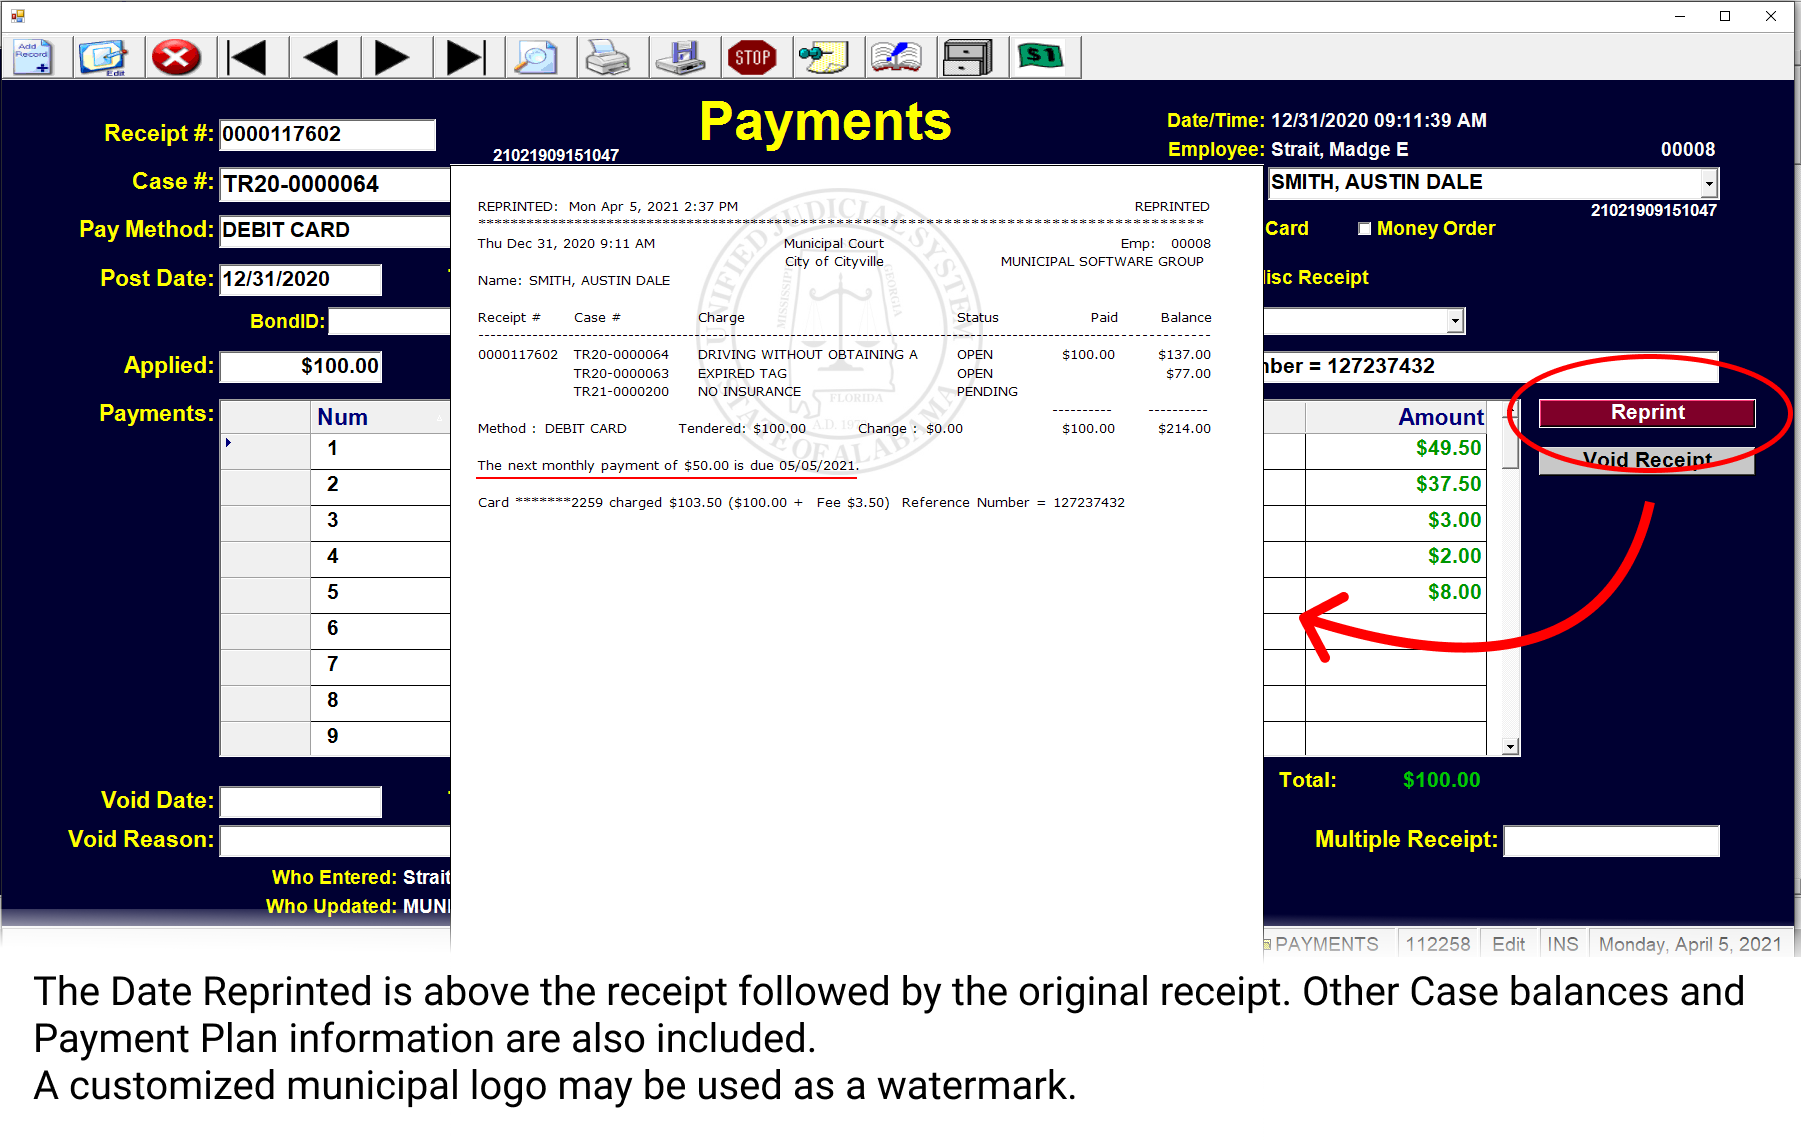 Add
Record
Edit
STOP
$1
Payments
Receipt #: 0000117602
21021909151047
Date/Time: 12/31/2020 09:11:39 AM
Employee: Strait, Madge E 00008
Case #: TR20-0000064
SMITH, AUSTIN DALE
21021909151047
Pay Method: DEBIT CARD
Card Money Order
Post Date: 12/31/2020
isc Receipt
BondID:
Applied: $100.00
nber = 127237432
Payments:
Num Amount
1 $49.50
2 $37.50
3 $3.00
4 $2.00
5 $8.00
6
7
8
9
Reprint
Void Receipt
Total: $100.00
Void Date:
Void Reason:
Multiple Receipt:
Who Entered: Strait
Who Updated: MUNI
REPRINTED: Mon Apr 5, 2021 2:37 PM REPRINTED
******************************************************************************************
Thu Dec 31, 2020 9:11 AM Municipal Court Emp: 00008
City of Cityville MUNICIPAL SOFTWARE GROUP
Name: SMITH, AUSTIN DALE
Receipt # Case # Charge Status Paid Balance
0000117602 TR20-0000064 DRIVING WITHOUT OBTAINING A OPEN $100.00 $137.00
TR20-0000063 EXPIRED TAG OPEN $77.00
TR21-0000200 NO INSURANCE PENDING
---------- ----------
Method : DEBIT CARD Tendered: $100.00 Change : $0.00 $100.00 $214.00
The next monthly payment of $50.00 is due 05/05/2021.
Card *******2259 charged $103.50 ($100.00 + Fee $3.50) Reference Number = 127237432
UNIFIED JUDICIAL SYSTEM
STATE OF ALABAMA
MISSISSIPPI
GEORGIA
FLORIDA
PAYMENTS 112258 Edit INS Monday, April 5, 2021
The Date Reprinted is above the receipt followed by the original receipt. Other Case balances and
Payment Plan information are also included.
A customized municipal logo may be used as a watermark.